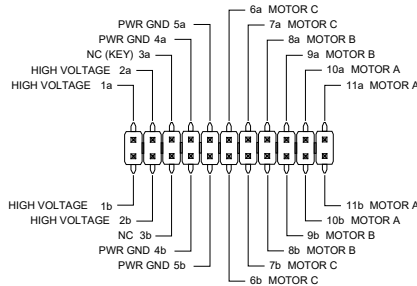 6a MOTOR C
PWR GND 5a
7a MOTOR C
PWR GND 4a
8a MOTOR B
NC (KEY) 3a
9a MOTOR B
HIGH VOLTAGE 2a
10a MOTOR A
HIGH VOLTAGE 1a
11a MOTOR A
HIGH VOLTAGE 1b
11b MOTOR A
HIGH VOLTAGE 2b
10b MOTOR A
NC 3b
9b MOTOR B
PWR GND 4b
8b MOTOR B
PWR GND 5b
7b MOTOR C
6b MOTOR C